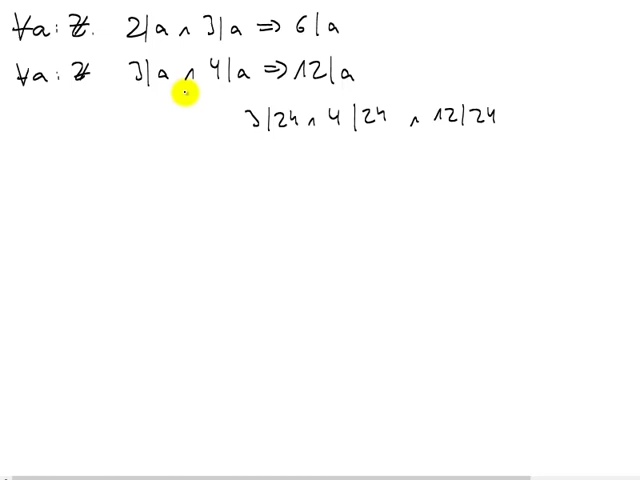 ∀a:ℤ. 2|a ∧ 3|a ⇒ 6|a
∀a:ℤ 3|a ∧ 4|a ⇒ 12|a
3|24 ∧ 4|24 ∧ 12|24